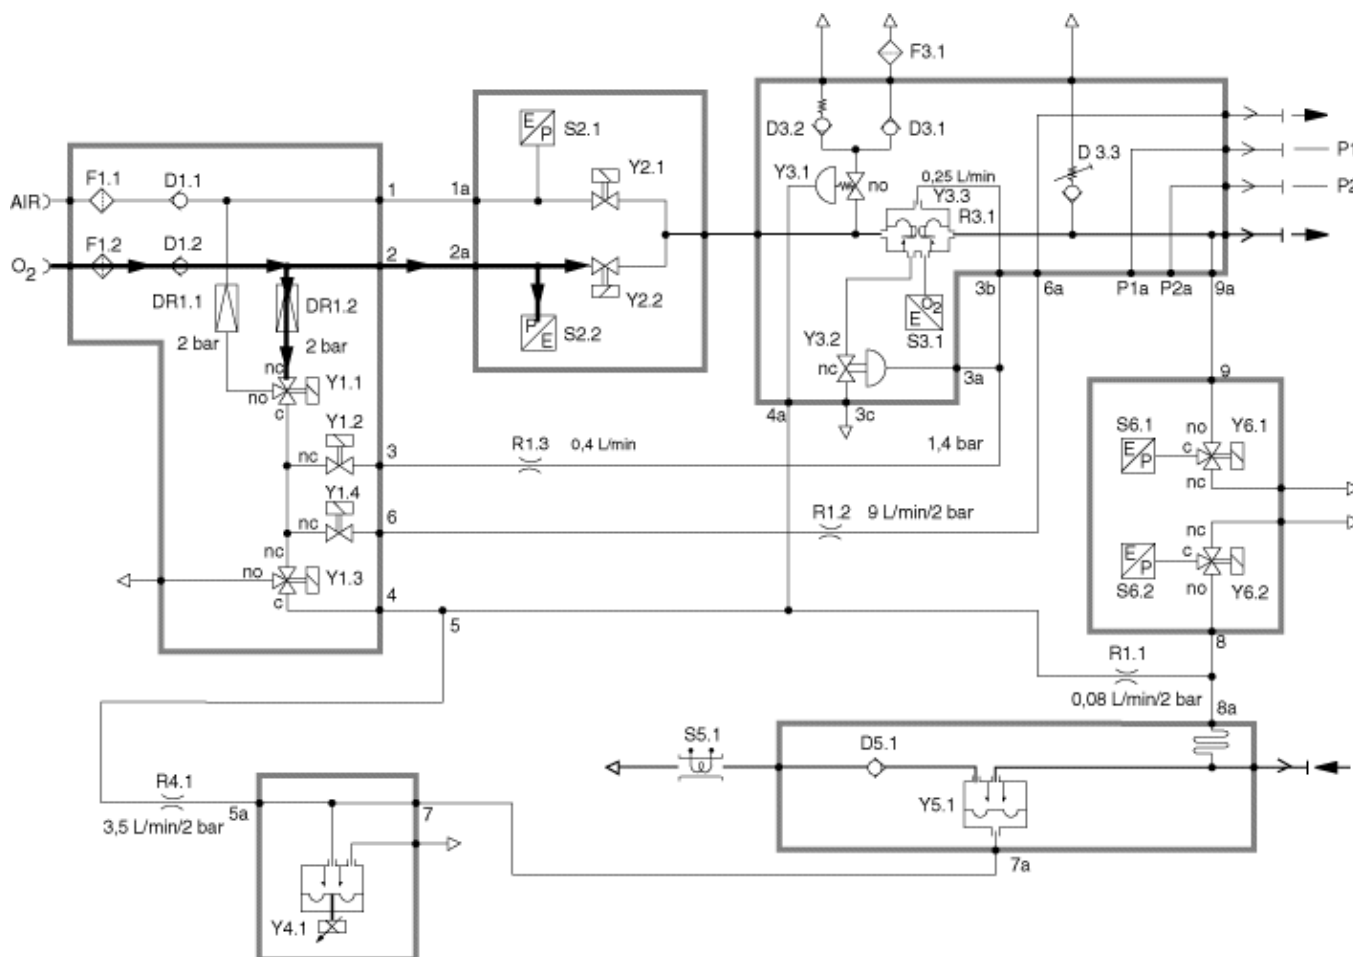 F3.1
E
P
S2.1
D3.2
D3.1
D 3.3
P1
P2
F1.1
D1.1
Y2.1
Y3.1
no
0,25 L/min
Y3.3
R3.1
AIR
1
1a
F1.2
D1.2
O2
2
2a
Y2.2
DR1.1
DR1.2
2 bar
2 bar
P
E
S2.2
O2
E
S3.1
3b
6a
P1a
P2a
9a
nc
Y1.1
no
c
Y3.2
nc
3a
4a
3c
9
Y1.2
nc
3
R1.3
0,4 L/min
1,4 bar
S6.1
E
P
no
c
nc
Y6.1
Y1.4
nc
6
R1.2
9 L/min/2 bar
nc
no
Y1.3
c
4
5
S6.2
E
P
nc
c
no
Y6.2
8
R1.1
0,08 L/min/2 bar
8a
S5.1
D5.1
Y5.1
7a
R4.1
3,5 L/min/2 bar
5a
7
Y4.1